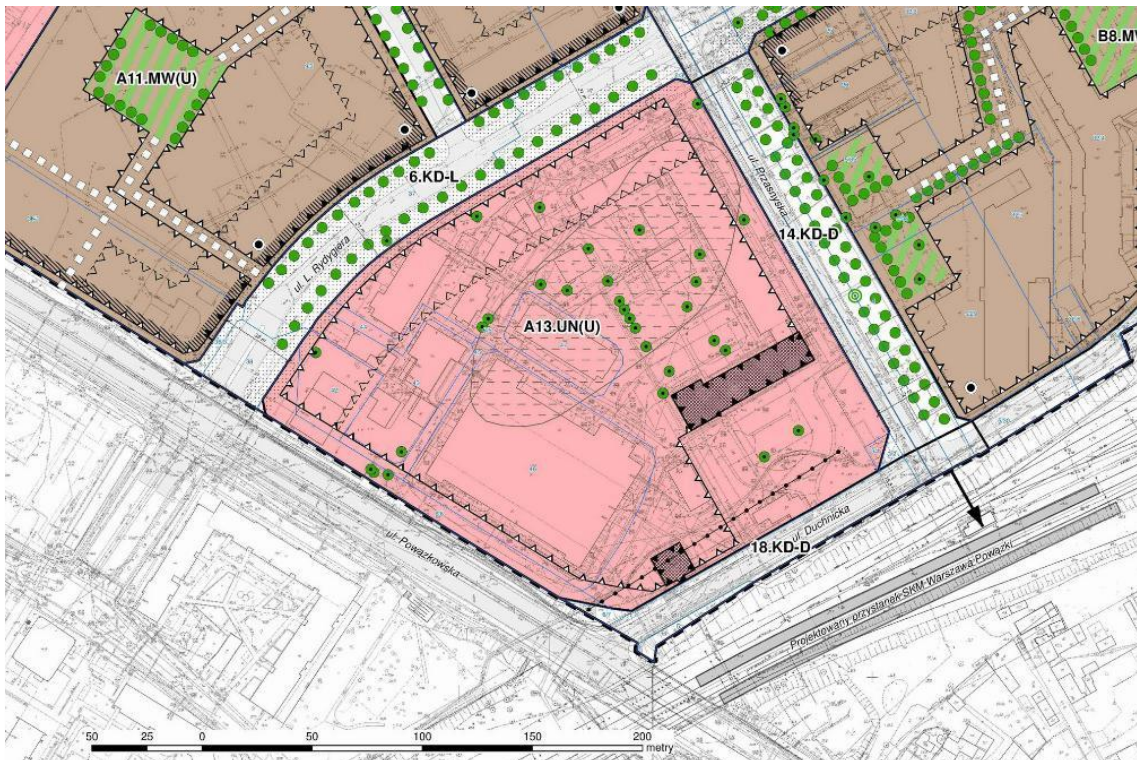 A11.MW(U)
B8.MW
6.KD-L
ul. L. Rydygiera
ul. Przasnyska
14.KD-D
A13.UN(U)
ul. Powązkowska
ul. Duchnicka
18.KD-D
Projektowany przystanek SKM Warszawa Powązki
50 25 0 50 100 150 200
metry